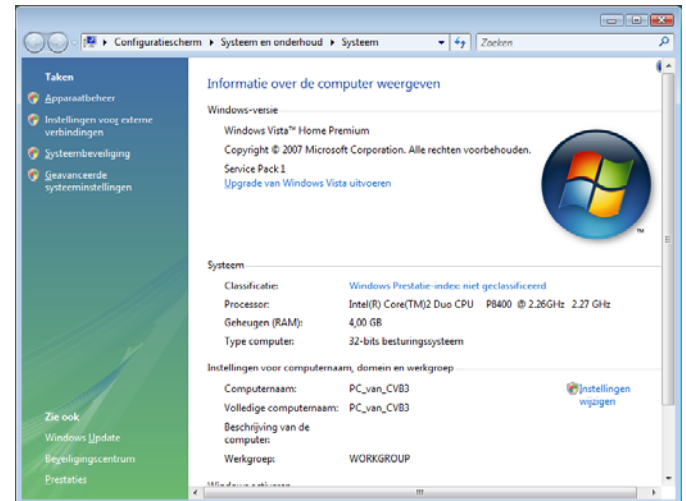 Configuratiescherm ▸ Systeem en onderhoud ▸ Systeem
Zoeken
Taken
Apparaatbeheer
Instellingen voor externe
verbindingen
Systeembeveiliging
Geavanceerde
systeeminstellingen
Zie ook
Windows Update
Beveiligingscentrum
Prestaties
Informatie over de computer weergeven
Windows-versie
Windows Vista™ Home Premium
Copyright © 2007 Microsoft Corporation. Alle rechten voorbehouden.
Service Pack 1
Upgrade van Windows Vista uitvoeren
TM
Systeem
Classificatie: Windows Prestatie-index: niet geclassificeerd
Processor: Intel(R) Core(TM)2 Duo CPU P8400 @ 2.26GHz 2.27 GHz
Geheugen (RAM): 4,00 GB
Type computer: 32-bits besturingssysteem
Instellingen voor computernaam, domein en werkgroep
Computernaam: PC_van_CVB3
Instellingen
wijzigen
Volledige computernaam: PC_van_CVB3
Beschrijving van de
computer:
Werkgroep: WORKGROUP
Windows activeren